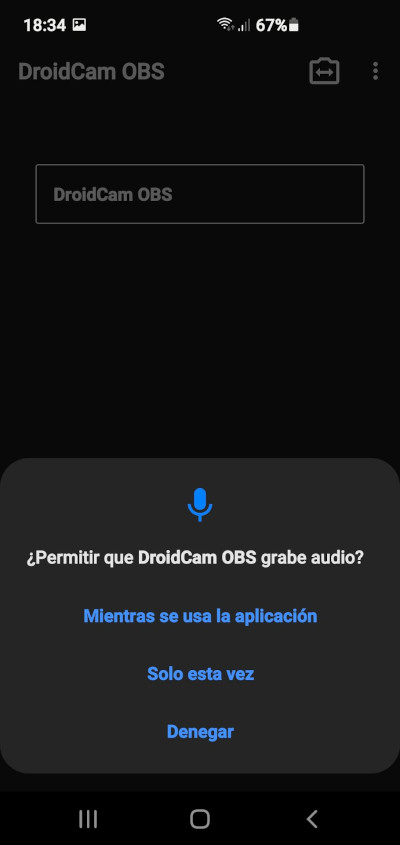 18:34 67%
DroidCam OBS
DroidCam OBS
¿Permitir que DroidCam OBS grabe audio?
Mientras se usa la aplicación
Solo esta vez
Denegar